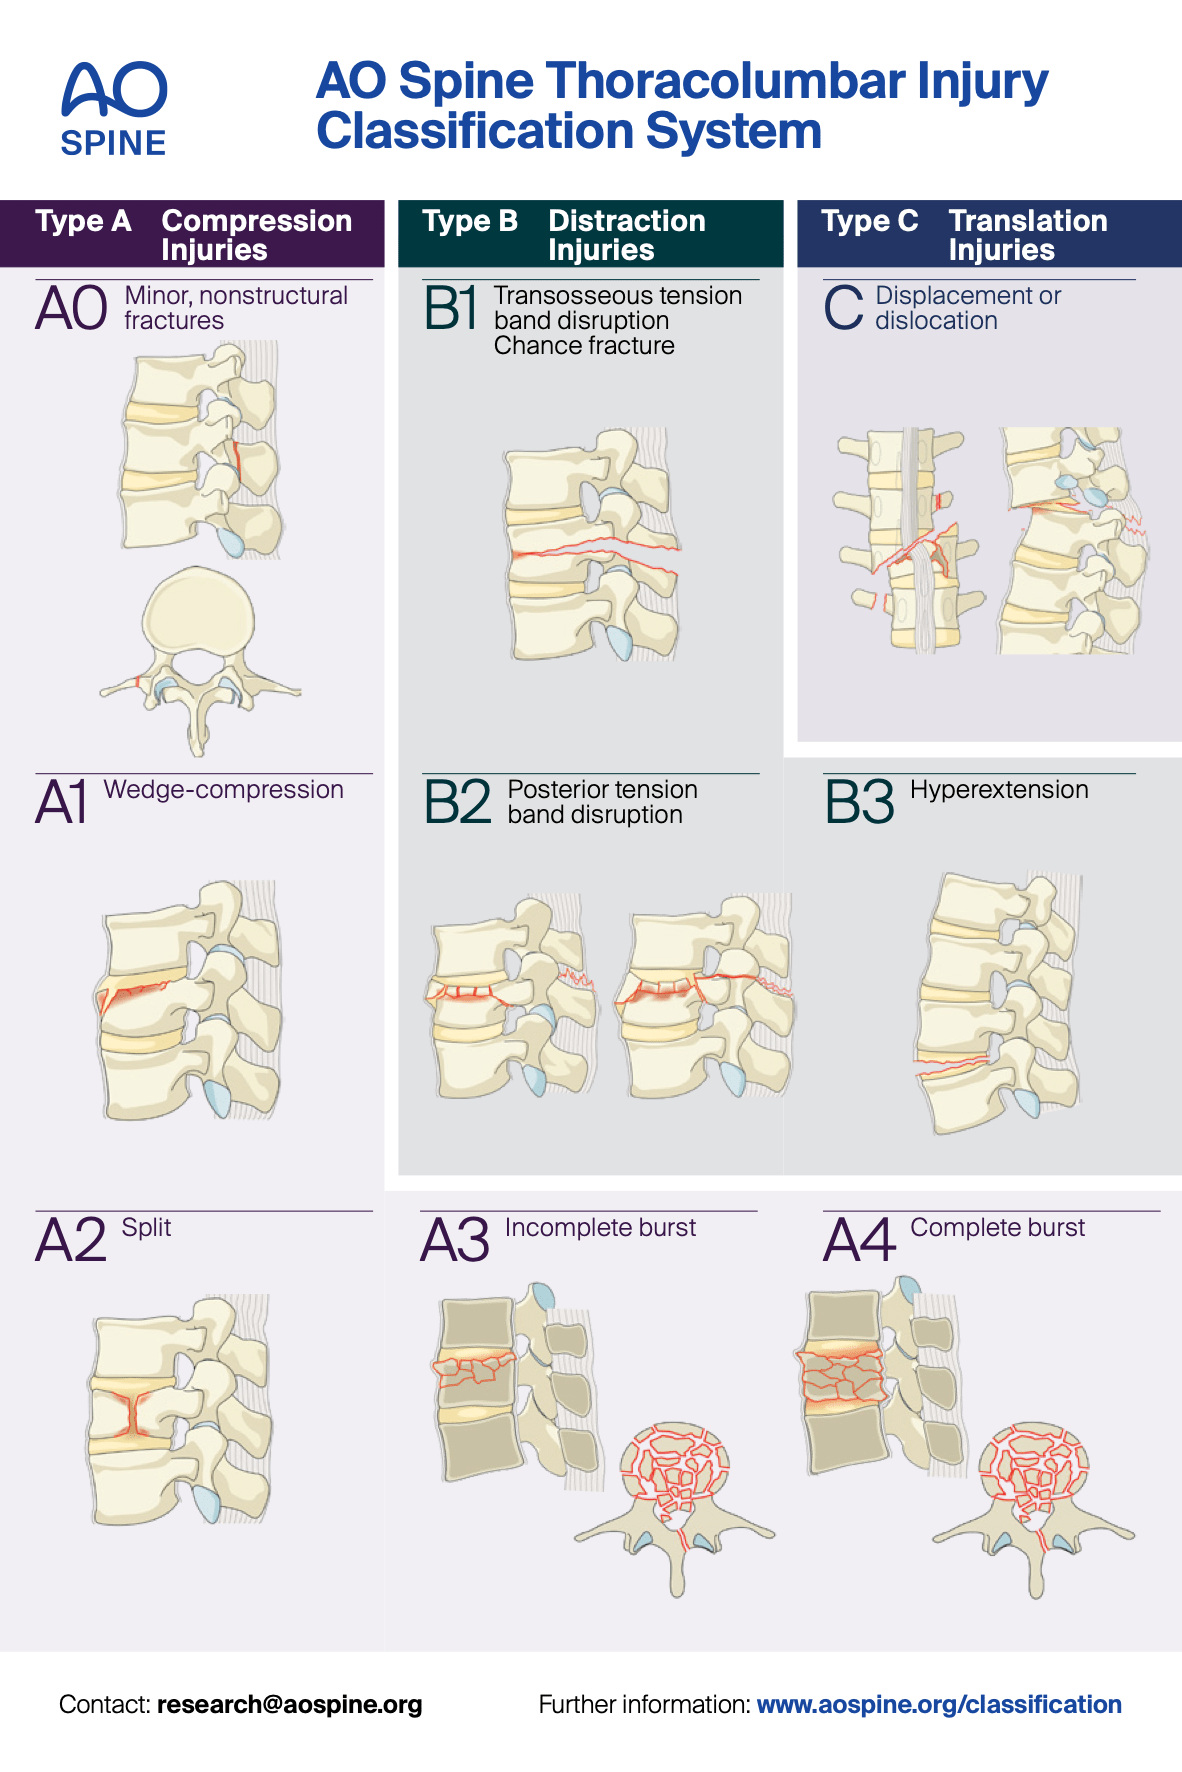 AO
SPINE
AO Spine Thoracolumbar Injury
Classification System
Type A Compression
Injuries
A0 Minor, nonstructural
fractures
A1 Wedge-compression
A2 Split
Type B Distraction
Injuries
B1 Transosseous tension
band disruption
Chance fracture
B2 Posterior tension
band disruption
B3 Hyperextension
Type C Translation
Injuries
C Displacement or
dislocation
A3 Incomplete burst
A4 Complete burst
Contact: research@aospine.org
Further information: www.aospine.org/classification